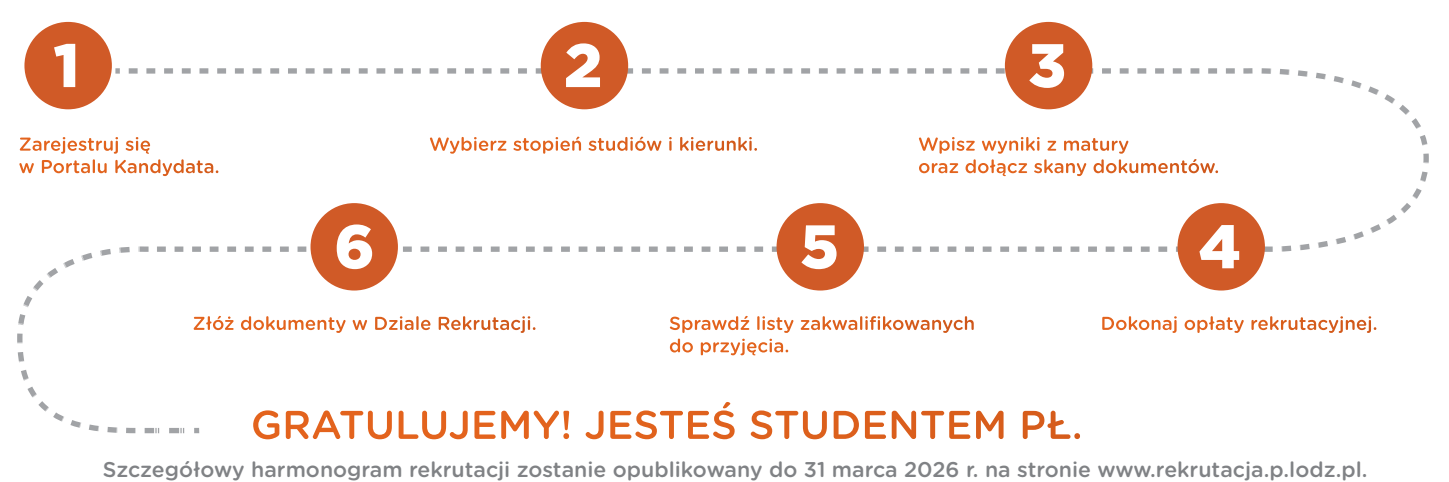 1
Zarejestruj się
w Portalu Kandydata.
2
Wybierz stopień studiów i kierunki.
3
Wpisz wyniki z matury
oraz dołącz skany dokumentów.
4
Dokonaj opłaty rekrutacyjnej.
5
Sprawdź listy zakwalifikowanych
do przyjęcia.
6
Złóż dokumenty w Dziale Rekrutacji.
GRATULUJEMY! JESTEŚ STUDENTEM PŁ.
Szczegółowy harmonogram rekrutacji zostanie opublikowany do 31 marca 2026 r. na stronie www.rekrutacja.p.lodz.pl.